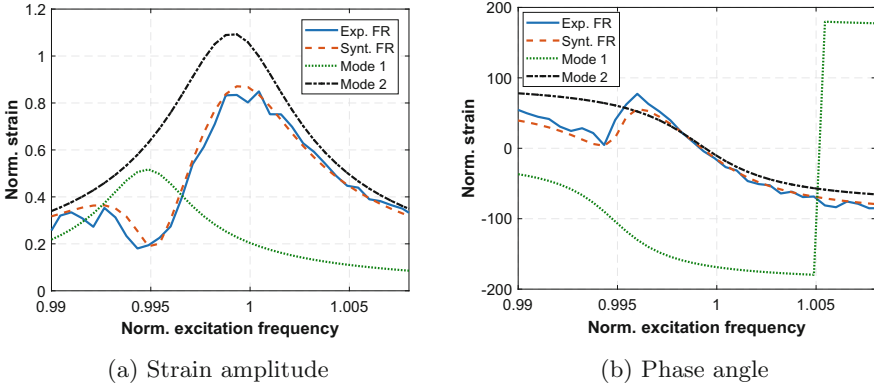 1.2
1
0.8
0.6
0.4
0.2
0
Norm. strain
Exp. FR
Synt. FR
Mode 1
Mode 2
0.99
0.995
1
1.005
Norm. excitation frequency
(a) Strain amplitude
200
100
0
-100
-200
Norm. strain
Exp. FR
Synt. FR
Mode 1
Mode 2
0.99
0.995
1
1.005
Norm. excitation frequency
(b) Phase angle